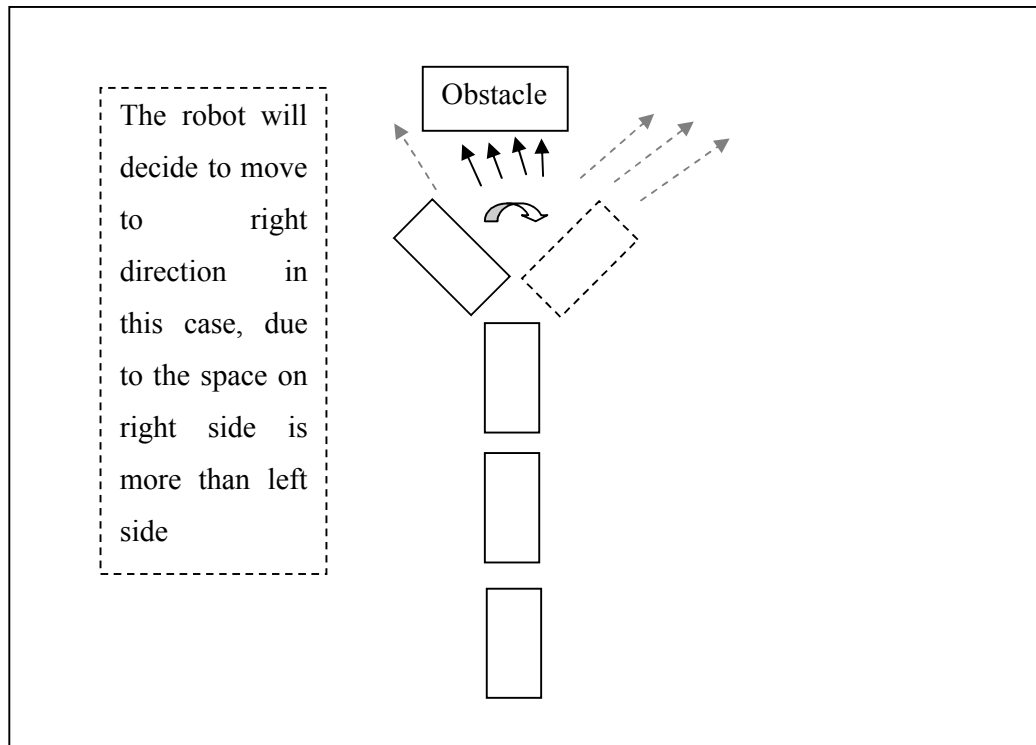 Obstacle
The robot will
decide to move
to right
direction in
this case, due
to the space on
right side is
more than left
side